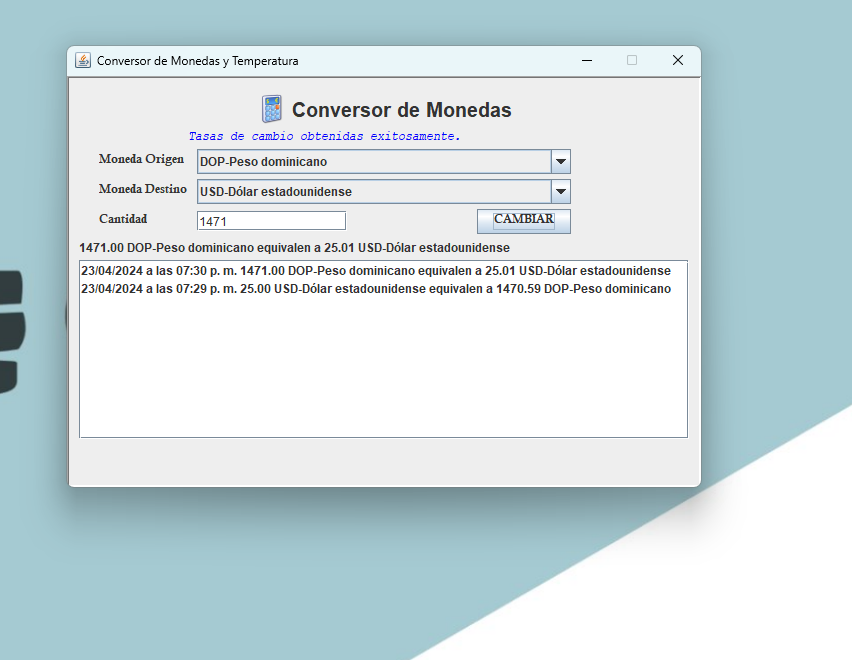 Conversor de Monedas y Temperatura
Conversor de Monedas
Tasas de cambio obtenidas exitosamente.
Moneda Origen DOP-Peso dominicano
Moneda Destino USD-Dólar estadounidense
Cantidad 1471 CAMBIAR
1471.00 DOP-Peso dominicano equivalen a 25.01 USD-Dólar estadounidense
23/04/2024 a las 07:30 p. m. 1471.00 DOP-Peso dominicano equivalen a 25.01 USD-Dólar estadounidense
23/04/2024 a las 07:29 p. m. 25.00 USD-Dólar estadounidense equivalen a 1470.59 DOP-Peso dominicano